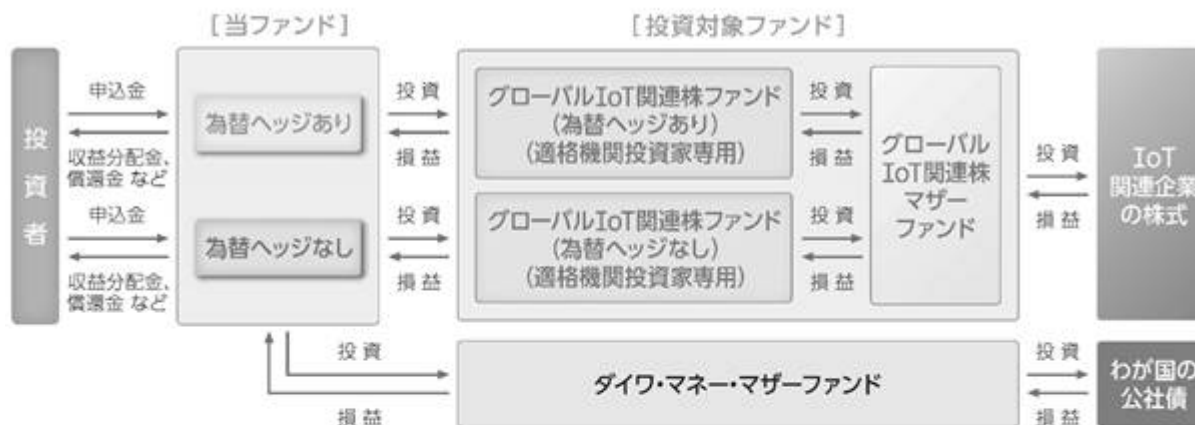 [当ファンド]
[投資対象ファンド]
投資者
申込金
収益分配金、
償還金 など
申込金
収益分配金、
償還金 など
為替ヘッジあり
為替ヘッジなし
投資
損益
投資
損益
グローバルIoT関連株ファンド
(為替ヘッジあり)
(適格機関投資家専用)
グローバルIoT関連株ファンド
(為替ヘッジなし)
(適格機関投資家専用)
投資
損益
投資
損益
グローバル
IoT関連株
マザー
ファンド
投資
損益
IoT
関連企業
の株式
投資
損益
ダイワ・マネー・マザーファンド
投資
損益
わが国の
公社債